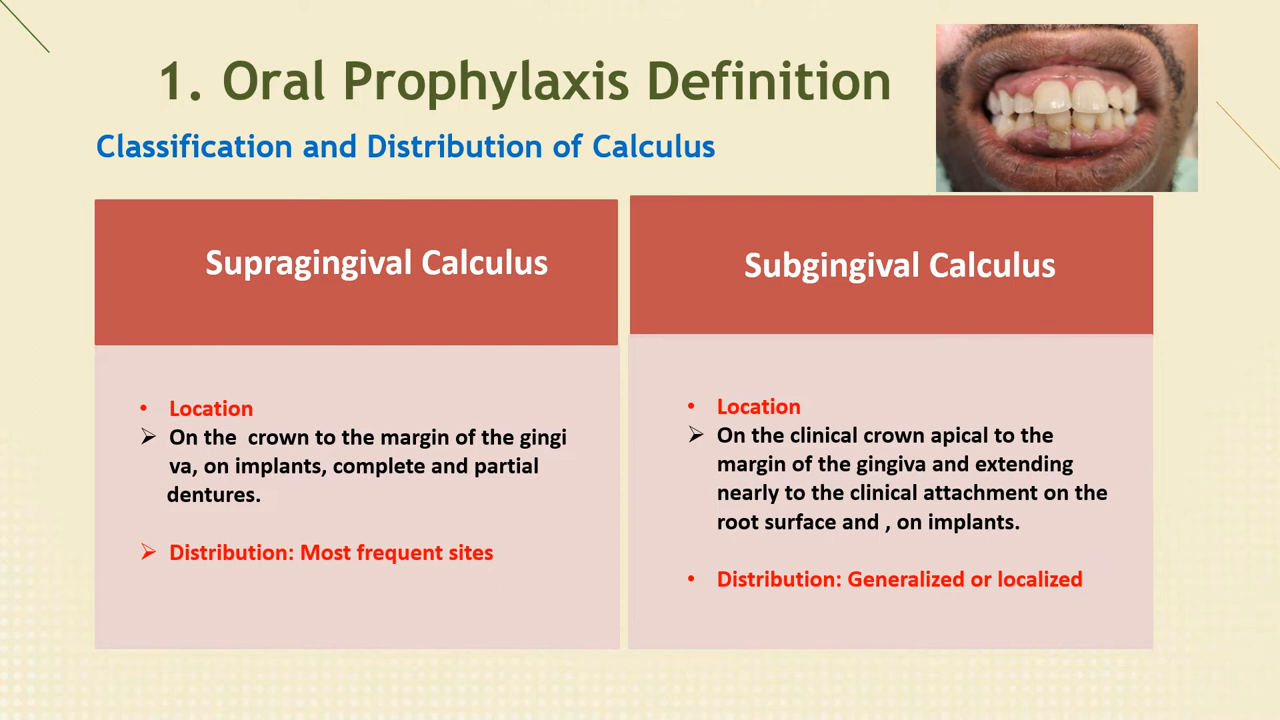 1. Oral Prophylaxis Definition
Classification and Distribution of Calculus
Supragingival Calculus
• Location
➢ On the crown to the margin of the gingi
va, on implants, complete and partial
dentures.
➢ Distribution: Most frequent sites
Subgingival Calculus
• Location
➢ On the clinical crown apical to the
margin of the gingiva and extending
nearly to the clinical attachment on the
root surface and , on implants.
• Distribution: Generalized or localized